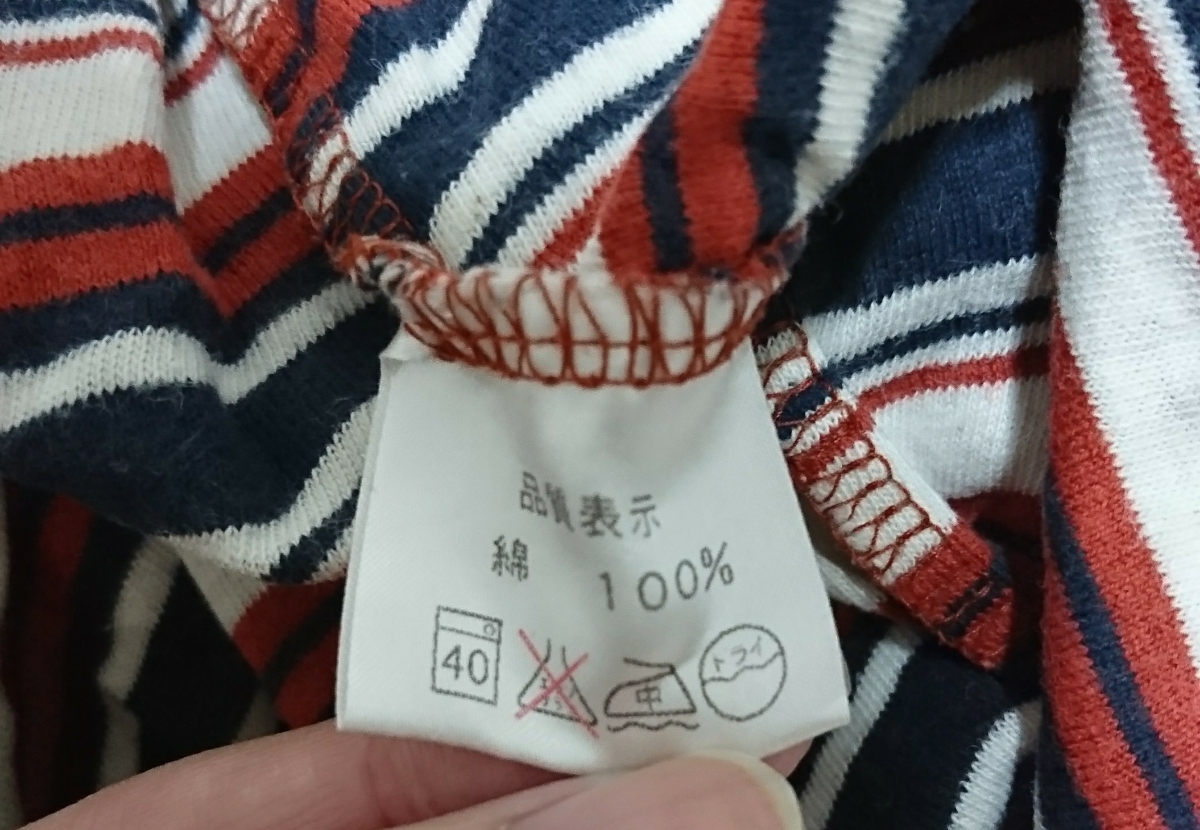 品質表示
綿 100%
40 中 ドライ